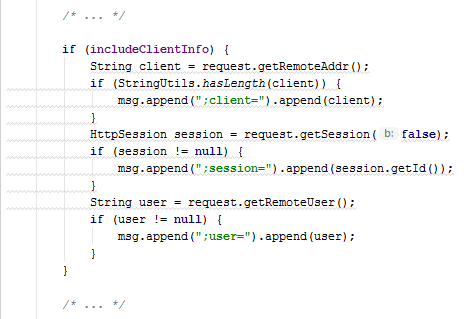 /* ... */
if (includeClientInfo) {
String client = request.getRemoteAddr();
if (StringUtils.hasLength(client)) {
msg.append(";client=").append(client);
}
HttpSession session = request.getSession( b: false);
if (session != null) {
msg.append(";session=").append(session.getId());
}
String user = request.getRemoteUser();
if (user != null) {
msg.append(";user=").append(user);
}
}
/* ... */